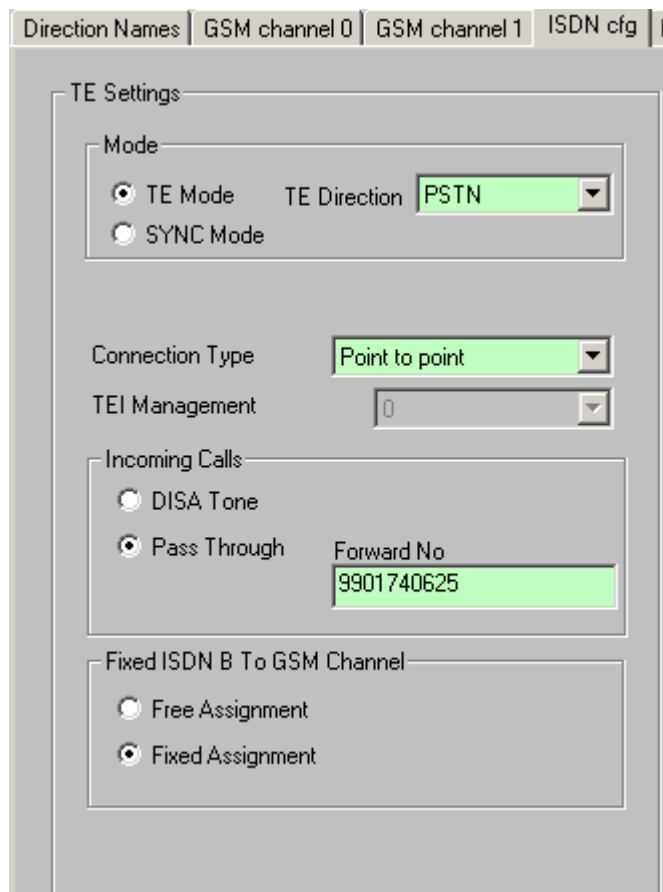 Direction Names GSM channel 0 GSM channel 1 ISDN cfg
TE Settings
Mode
TE Mode TE Direction PSTN
SYNC Mode
Connection Type Point to point
TEI Management 0
Incoming Calls
DISA Tone
Pass Through Forward No
9901740625
Fixed ISDN B To GSM Channel
Free Assignment
Fixed Assignment